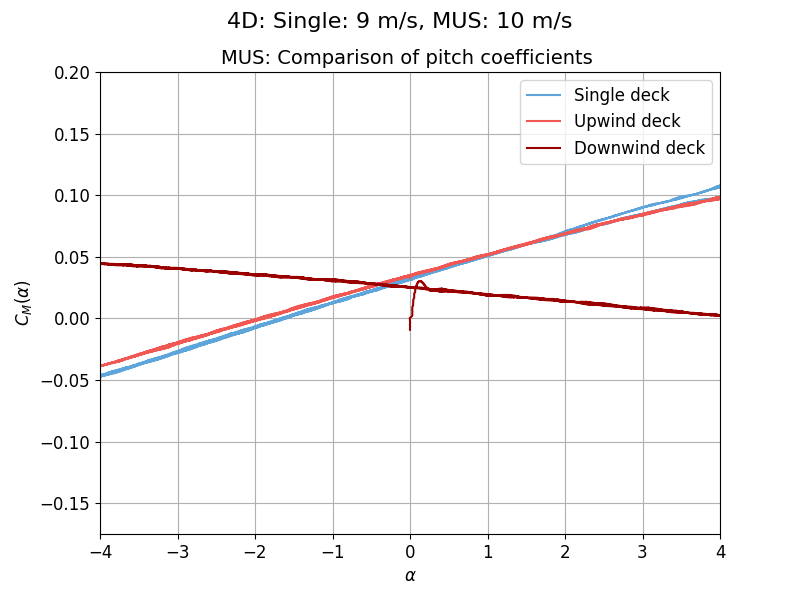 4D: Single: 9 m/s, MUS: 10 m/s
MUS: Comparison of pitch coefficients
Single deck
Upwind deck
Downwind deck
0.20
0.15
0.10
0.05
0.00
−0.05
−0.10
−0.15
C_M(α)
−4 −3 −2 −1 0 1 2 3 4
α